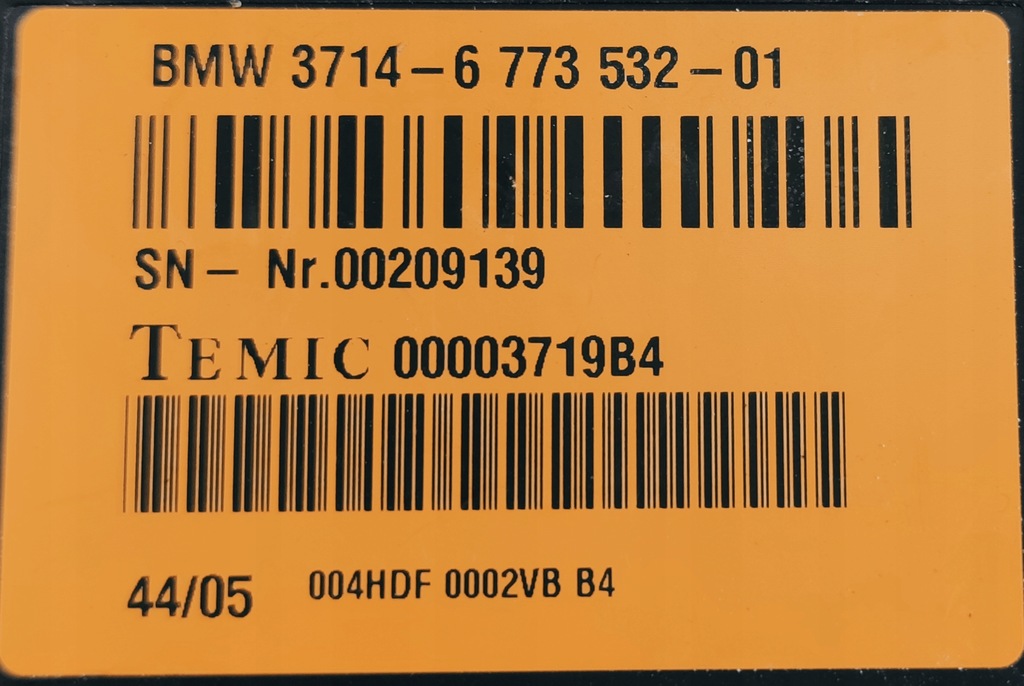 BMW 3714-6 773 532-01
SN- Nr.00209139
TEMIC 00003719B4
44/05 004HDF 0002VB B4